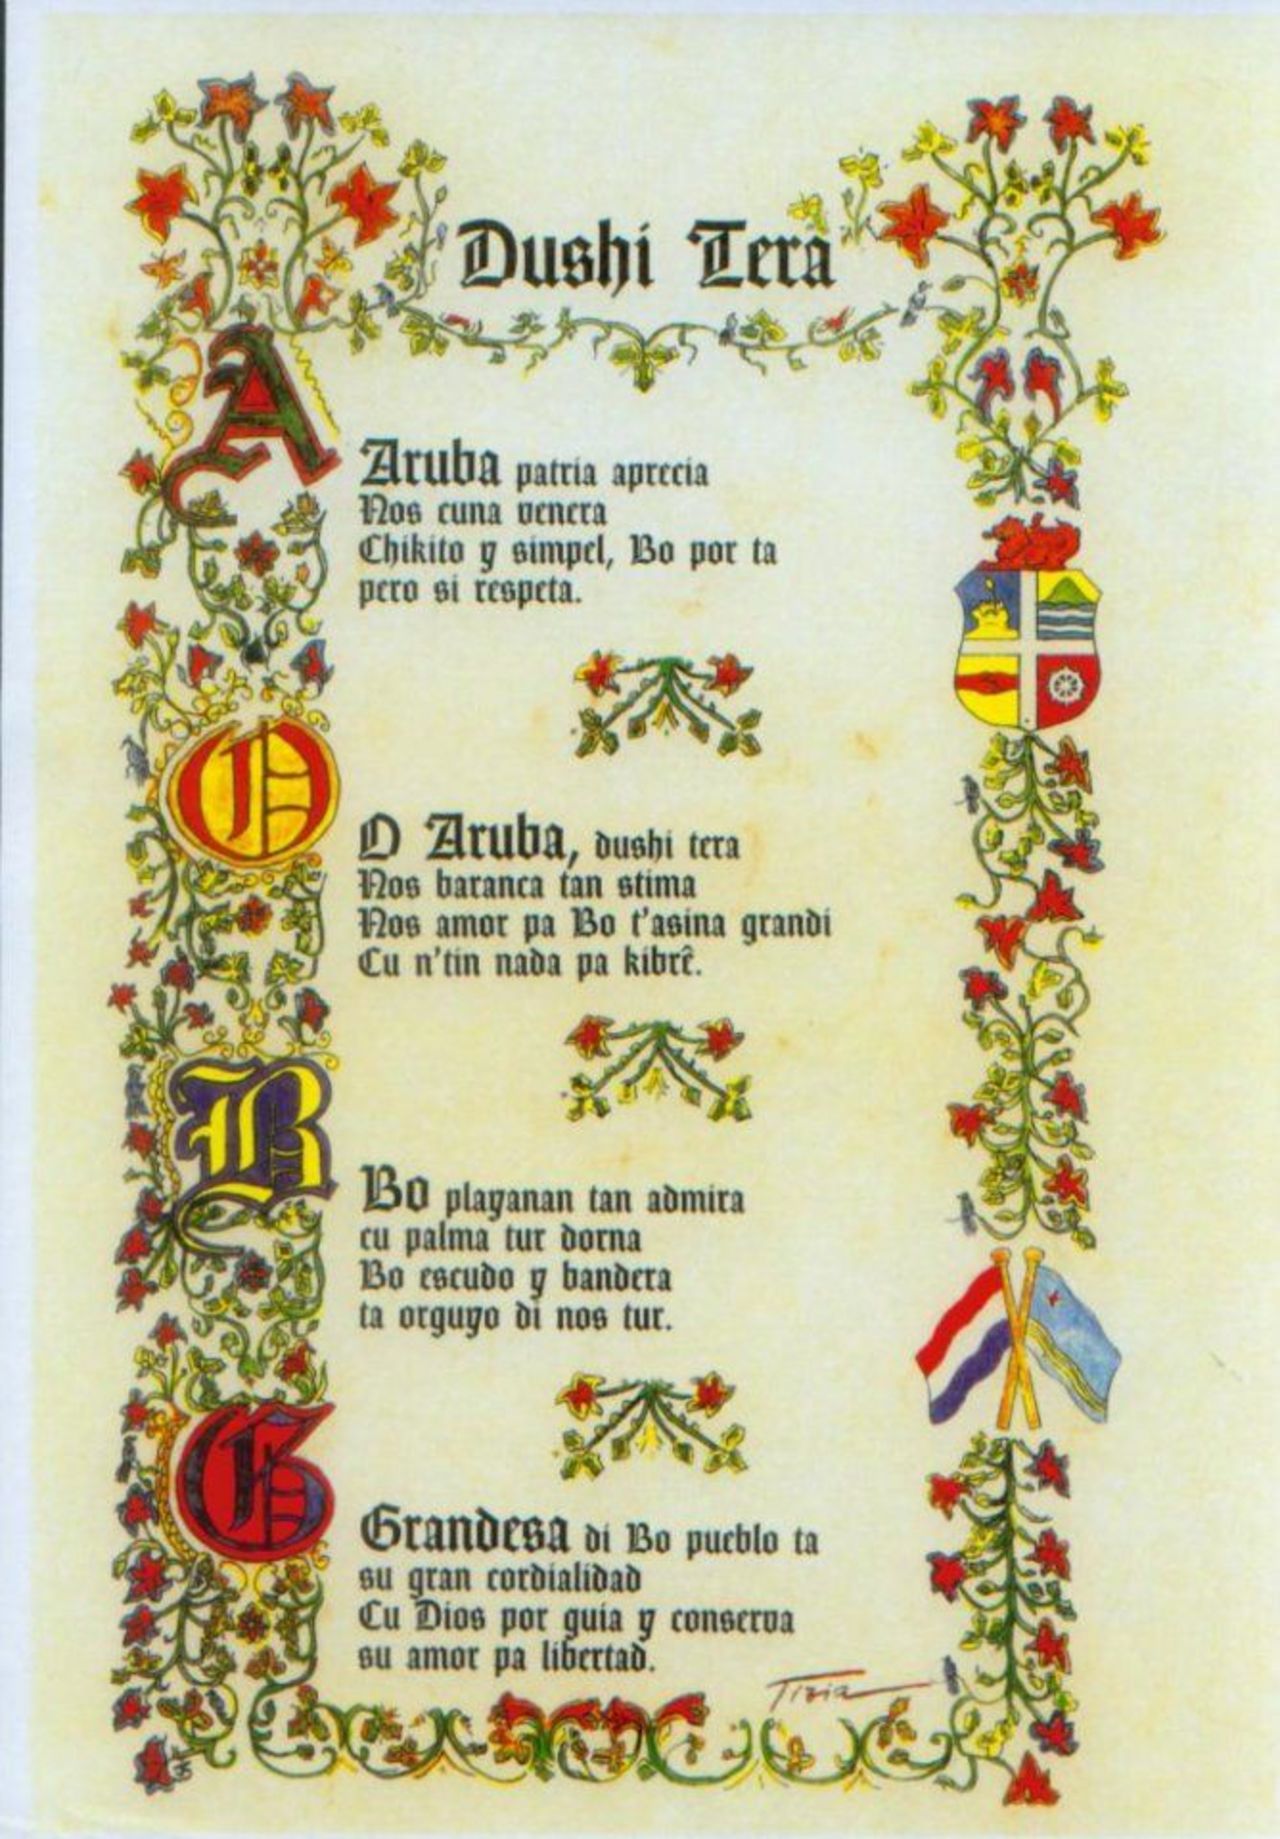 Dushi Tera
A
Aruba patria aprecia
Nos cuna venera
Chikito y simpel, Bo por ta
pero si respeta.
O
O Aruba, dushi tera
Nos baranca tan stima
Nos amor pa Bo t'asina grandi
Cu n'tin nada pa kibrê.
B
Bo playanan tan admira
cu palma tur dorna
Bo escudo y bandera
ta orguyo di nos tur.
G
Grandesa di Bo pueblo ta
su gran cordialidad
Cu Dios por guia y conserva
su amor pa libertad.